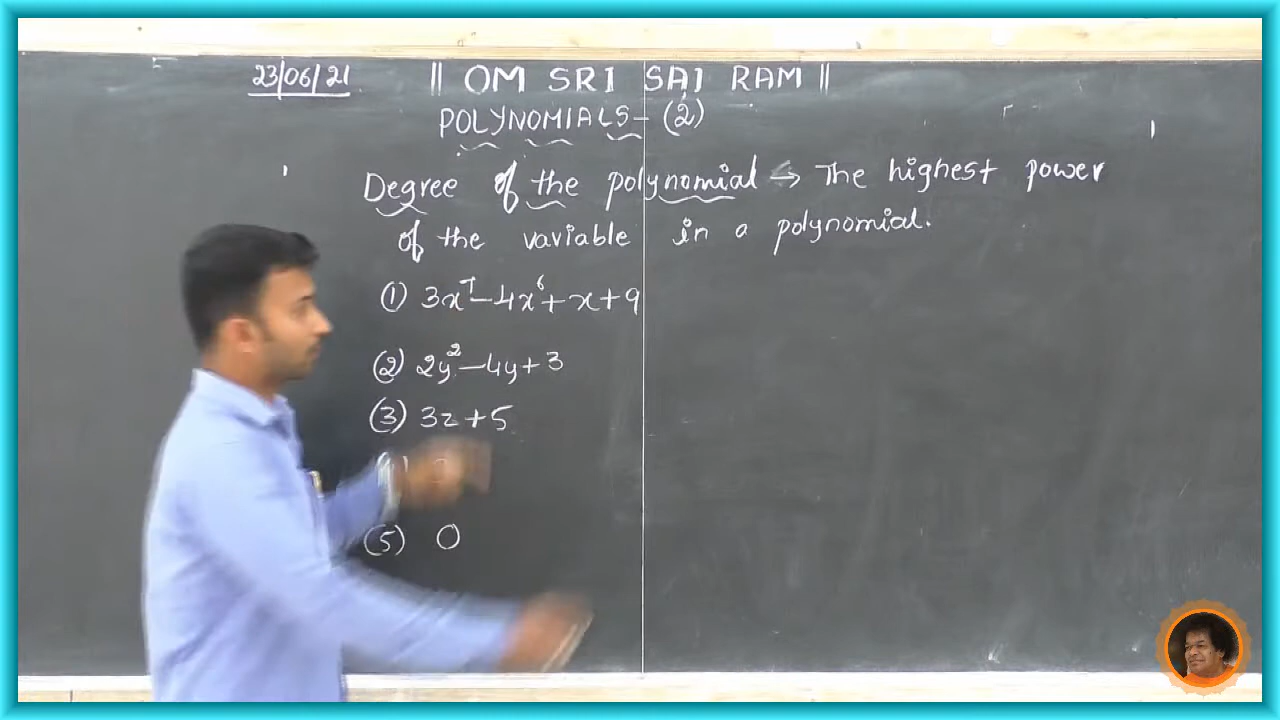 23/06/21
|| OM SRI SAI RAM ||
POLYNOMIALS - (2)
Degree of the polynomial → The highest power
of the variable in a polynomial.
(1) 3x⁷ - 4x⁶ + x + 9
(2) 2y² - 4y + 3
(3) 3z + 5
(5) 0